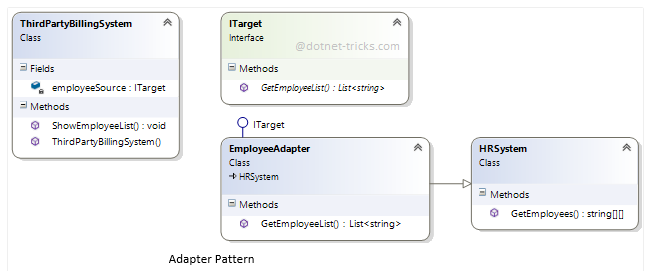 ThirdPartyBillingSystem
Class
Fields
employeeSource : ITarget
Methods
ShowEmployeeList() : void
ThirdPartyBillingSystem()
ITarget
Interface
@dotnet-tricks.com
Methods
GetEmployeeList() : List<string>
ITarget
EmployeeAdapter
Class
HRSystem
Methods
GetEmployeeList() : List<string>
HRSystem
Class
Methods
GetEmployees() : string[][]
Adapter Pattern